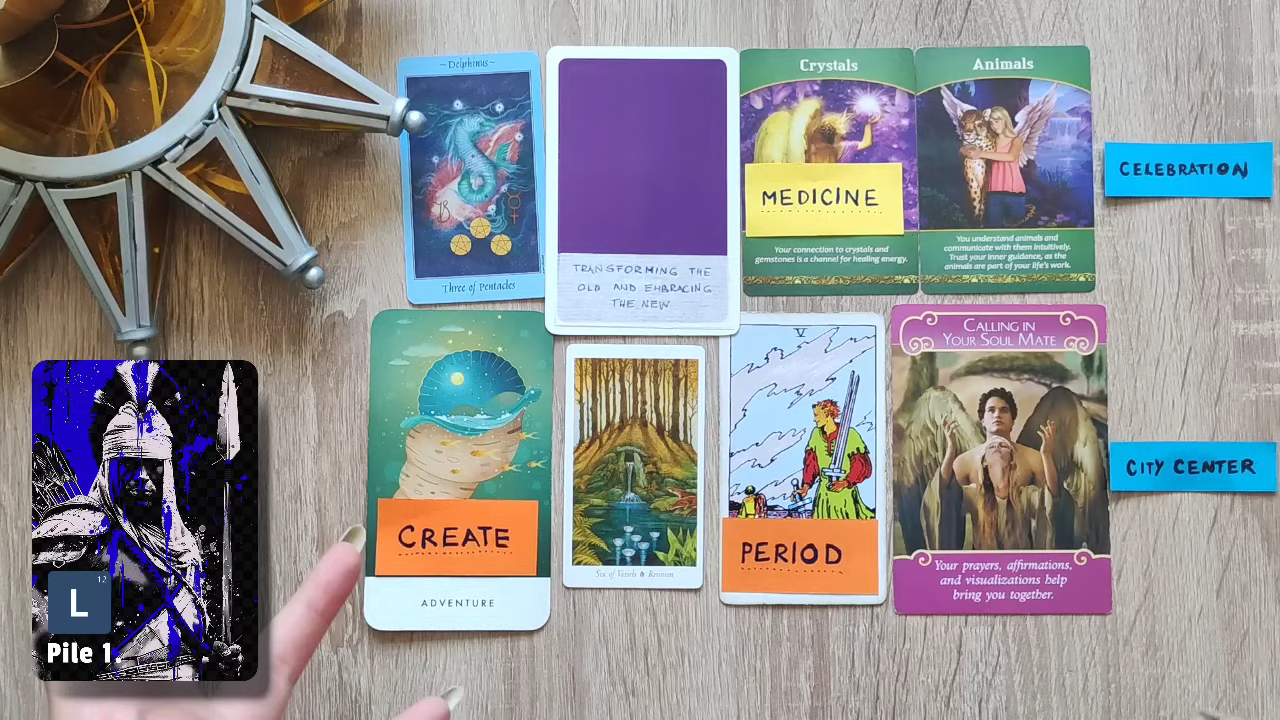 ~ Delphinus ~
Three of Pentacles
TRANSFORMING THE
OLD AND EMBRACING
THE NEW
Crystals
MEDICINE
Your connection to crystals and
gemstones is a channel for healing energy.
Animals
You understand animals and
communicate with them intuitively.
Trust your inner guidance, as the
animals are part of your life's work.
CELEBRATION
CREATE
ADVENTURE
Six of Vessels Reunion
V
PERIOD
CALLING IN
YOUR SOUL MATE
Your prayers, affirmations,
and visualizations help
bring you together.
CITY CENTER
12
L
Pile 1.